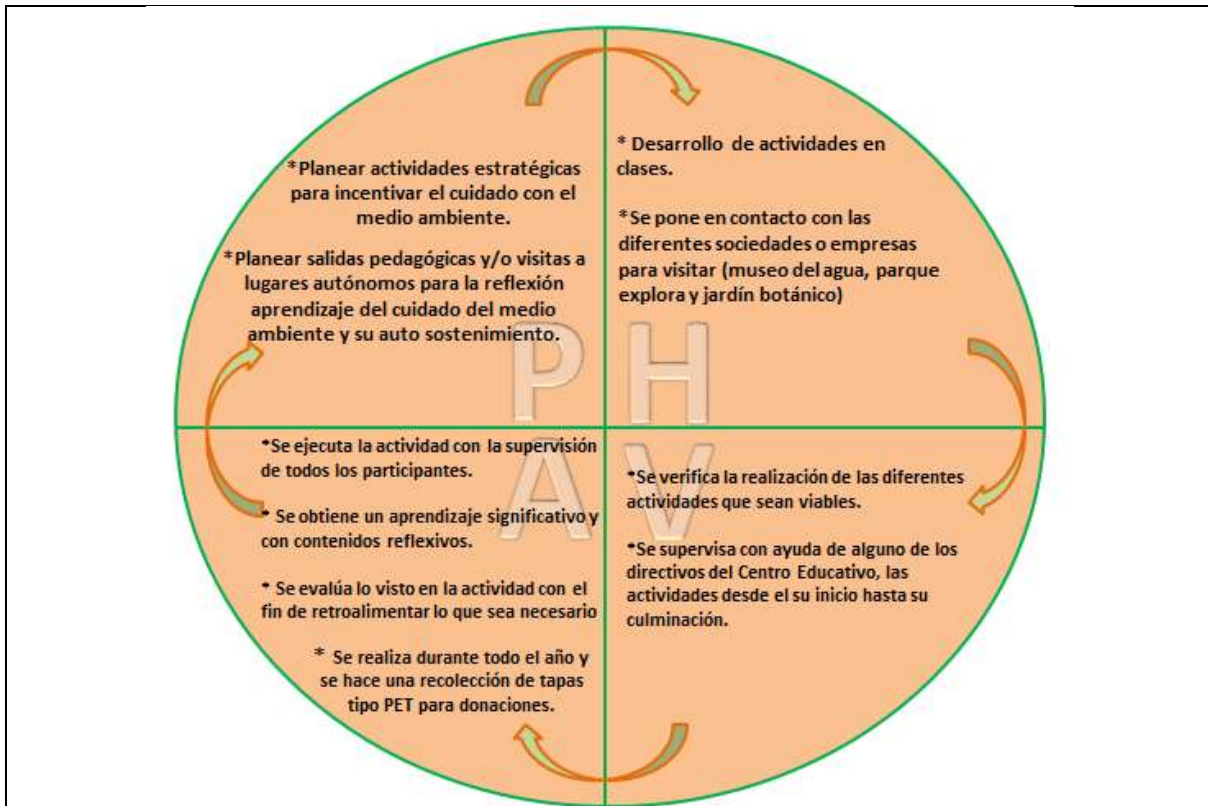 *Planear actividades estratégicas
para incentivar el cuidado con el
medio ambiente.
*Planear salidas pedagógicas y/o visitas a
lugares autónomos para la reflexión
aprendizaje del cuidado del medio
ambiente y su auto sostenimiento.
P
* Desarrollo de actividades en
clases.
*Se pone en contacto con las
diferentes sociedades o empresas
para visitar (museo del agua, parque
explora y jardín botánico)
H
*Se ejecuta la actividad con la supervisión
de todos los participantes.
* Se obtiene un aprendizaje significativo y
con contenidos reflexivos.
* Se evalúa lo visto en la actividad con el
fin de retroalimentar lo que sea necesario
* Se realiza durante todo el año y
se hace una recolección de tapas
tipo PET para donaciones.
A
*Se verifica la realización de las diferentes
actividades que sean viables.
*Se supervisa con ayuda de alguno de los
directivos del Centro Educativo, las
actividades desde el su inicio hasta su
culminación.
V